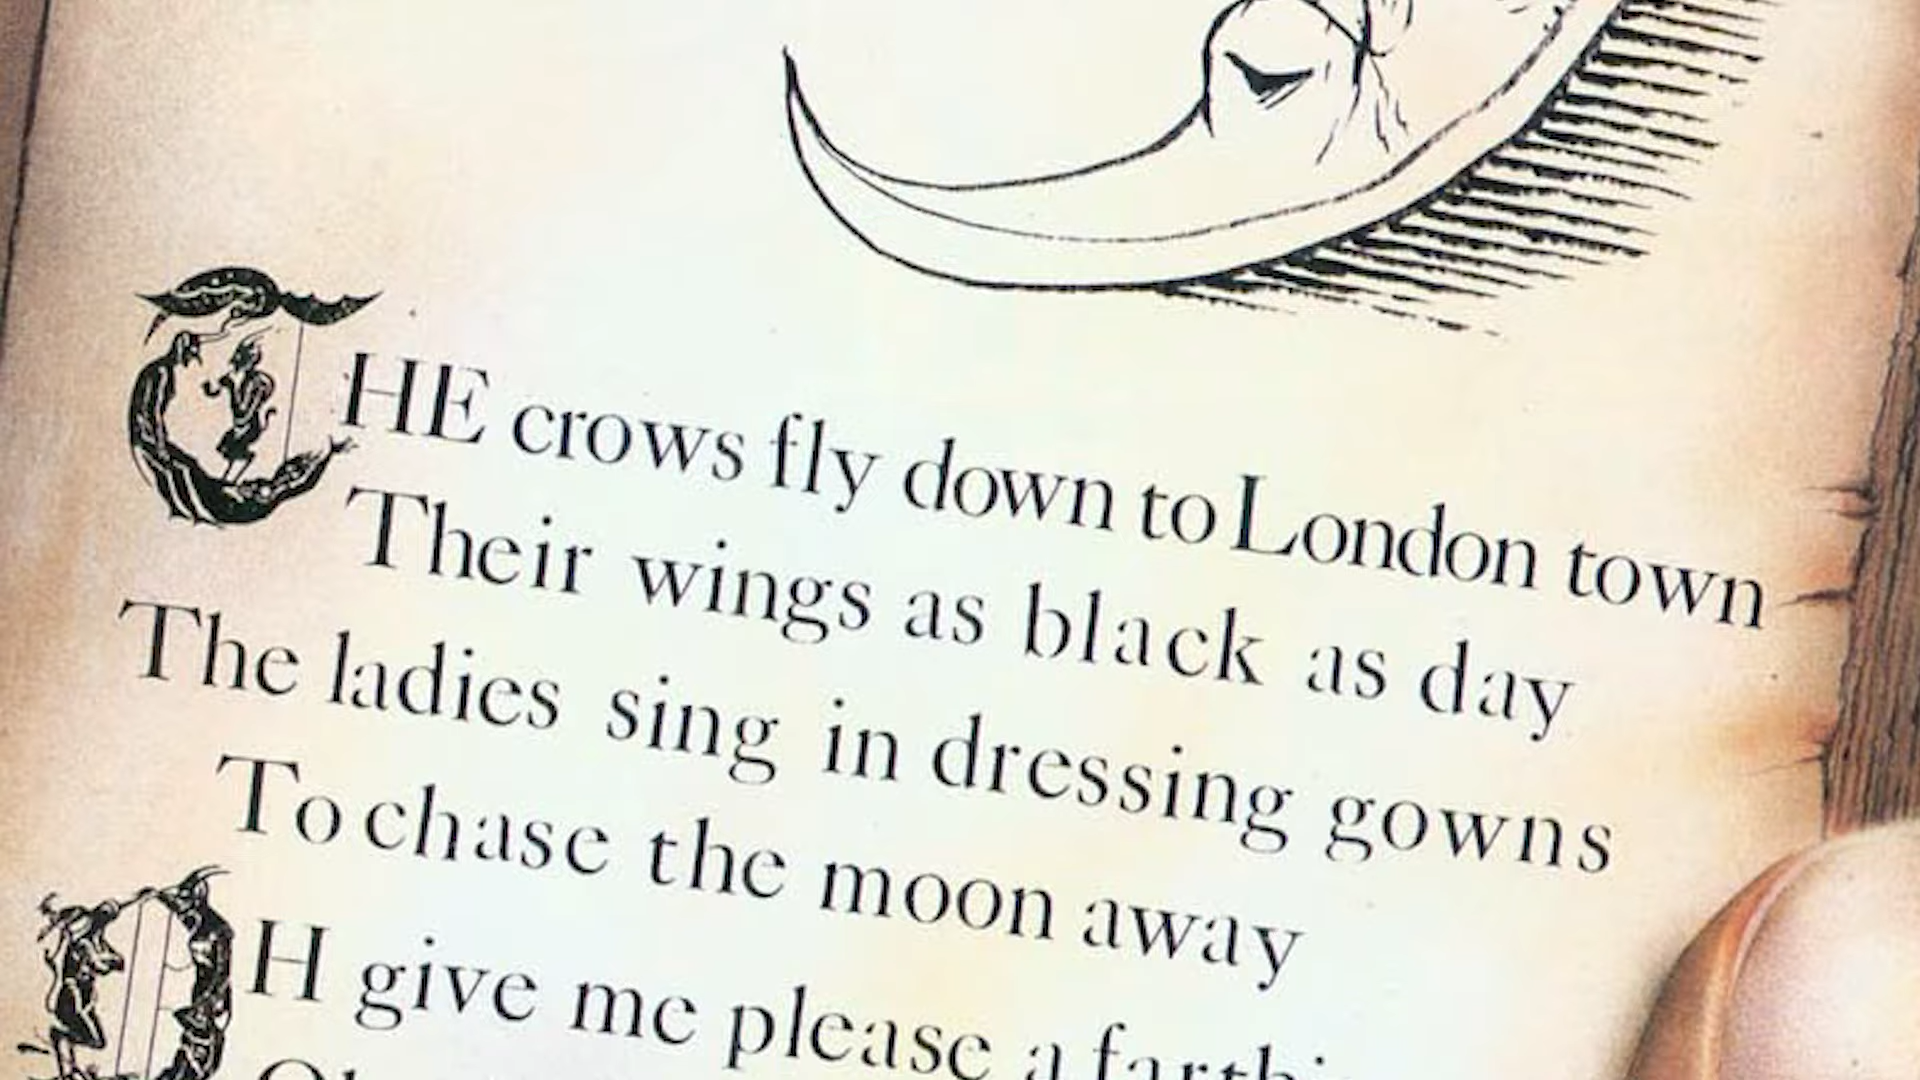 THE crows fly down to London town
Their wings as black as day
The ladies sing in dressing gowns
To chase the moon away
OH give me please a